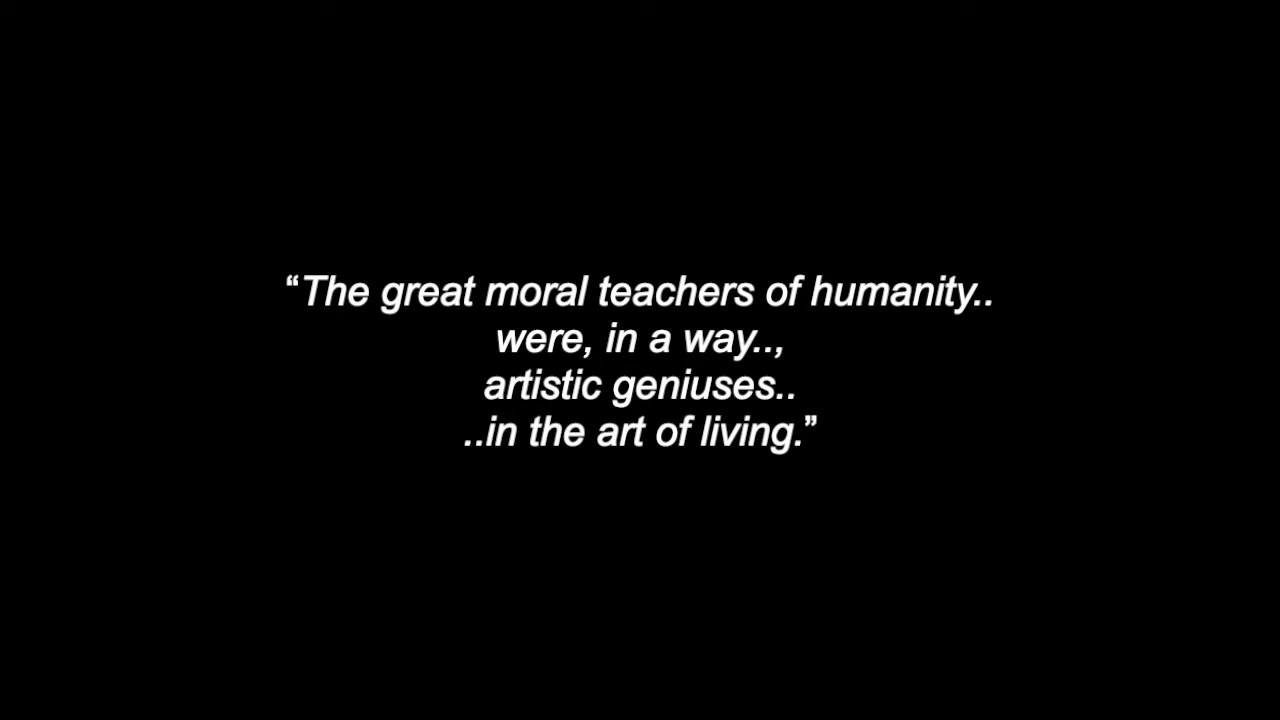 “The great moral teachers of humanity..
were, in a way..,
artistic geniuses..
..in the art of living.”